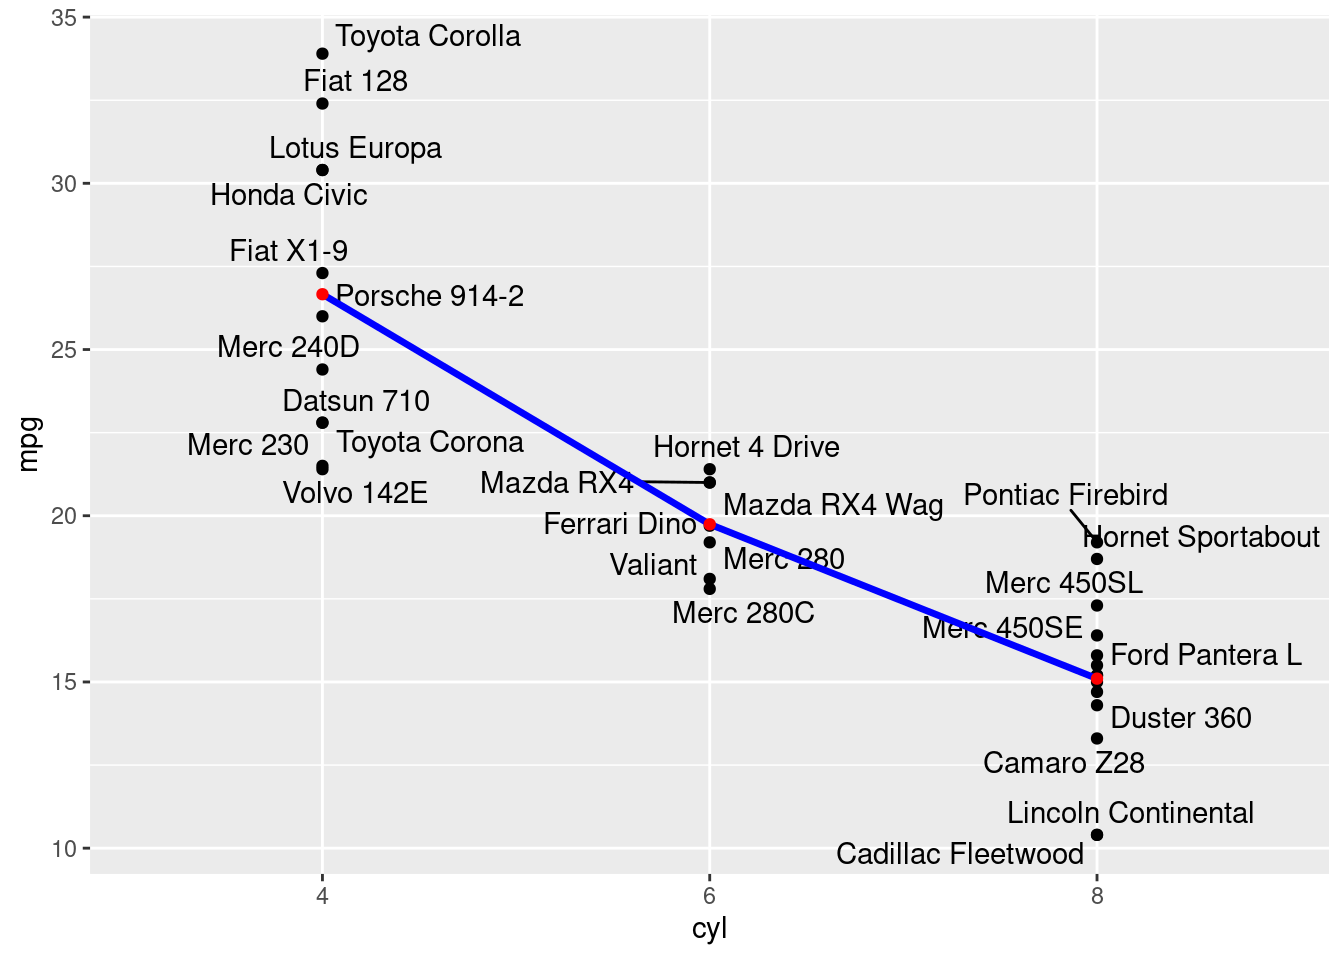 35
Toyota Corolla
Fiat 128
Lotus Europa
30
Honda Civic
Fiat X1-9
Porsche 914-2
25
Merc 240D
Datsun 710
mpg
Merc 230
Toyota Corona
Hornet 4 Drive
Mazda RX4
Volvo 142E
Pontiac Firebird
Mazda RX4 Wag
20
Ferrari Dino
Hornet Sportabout
Merc 280
Valiant
Merc 450SL
Merc 280C
Merc 450SE
Ford Pantera L
15
Duster 360
Camaro Z28
Lincoln Continental
10
Cadillac Fleetwood
4
6
8
cyl